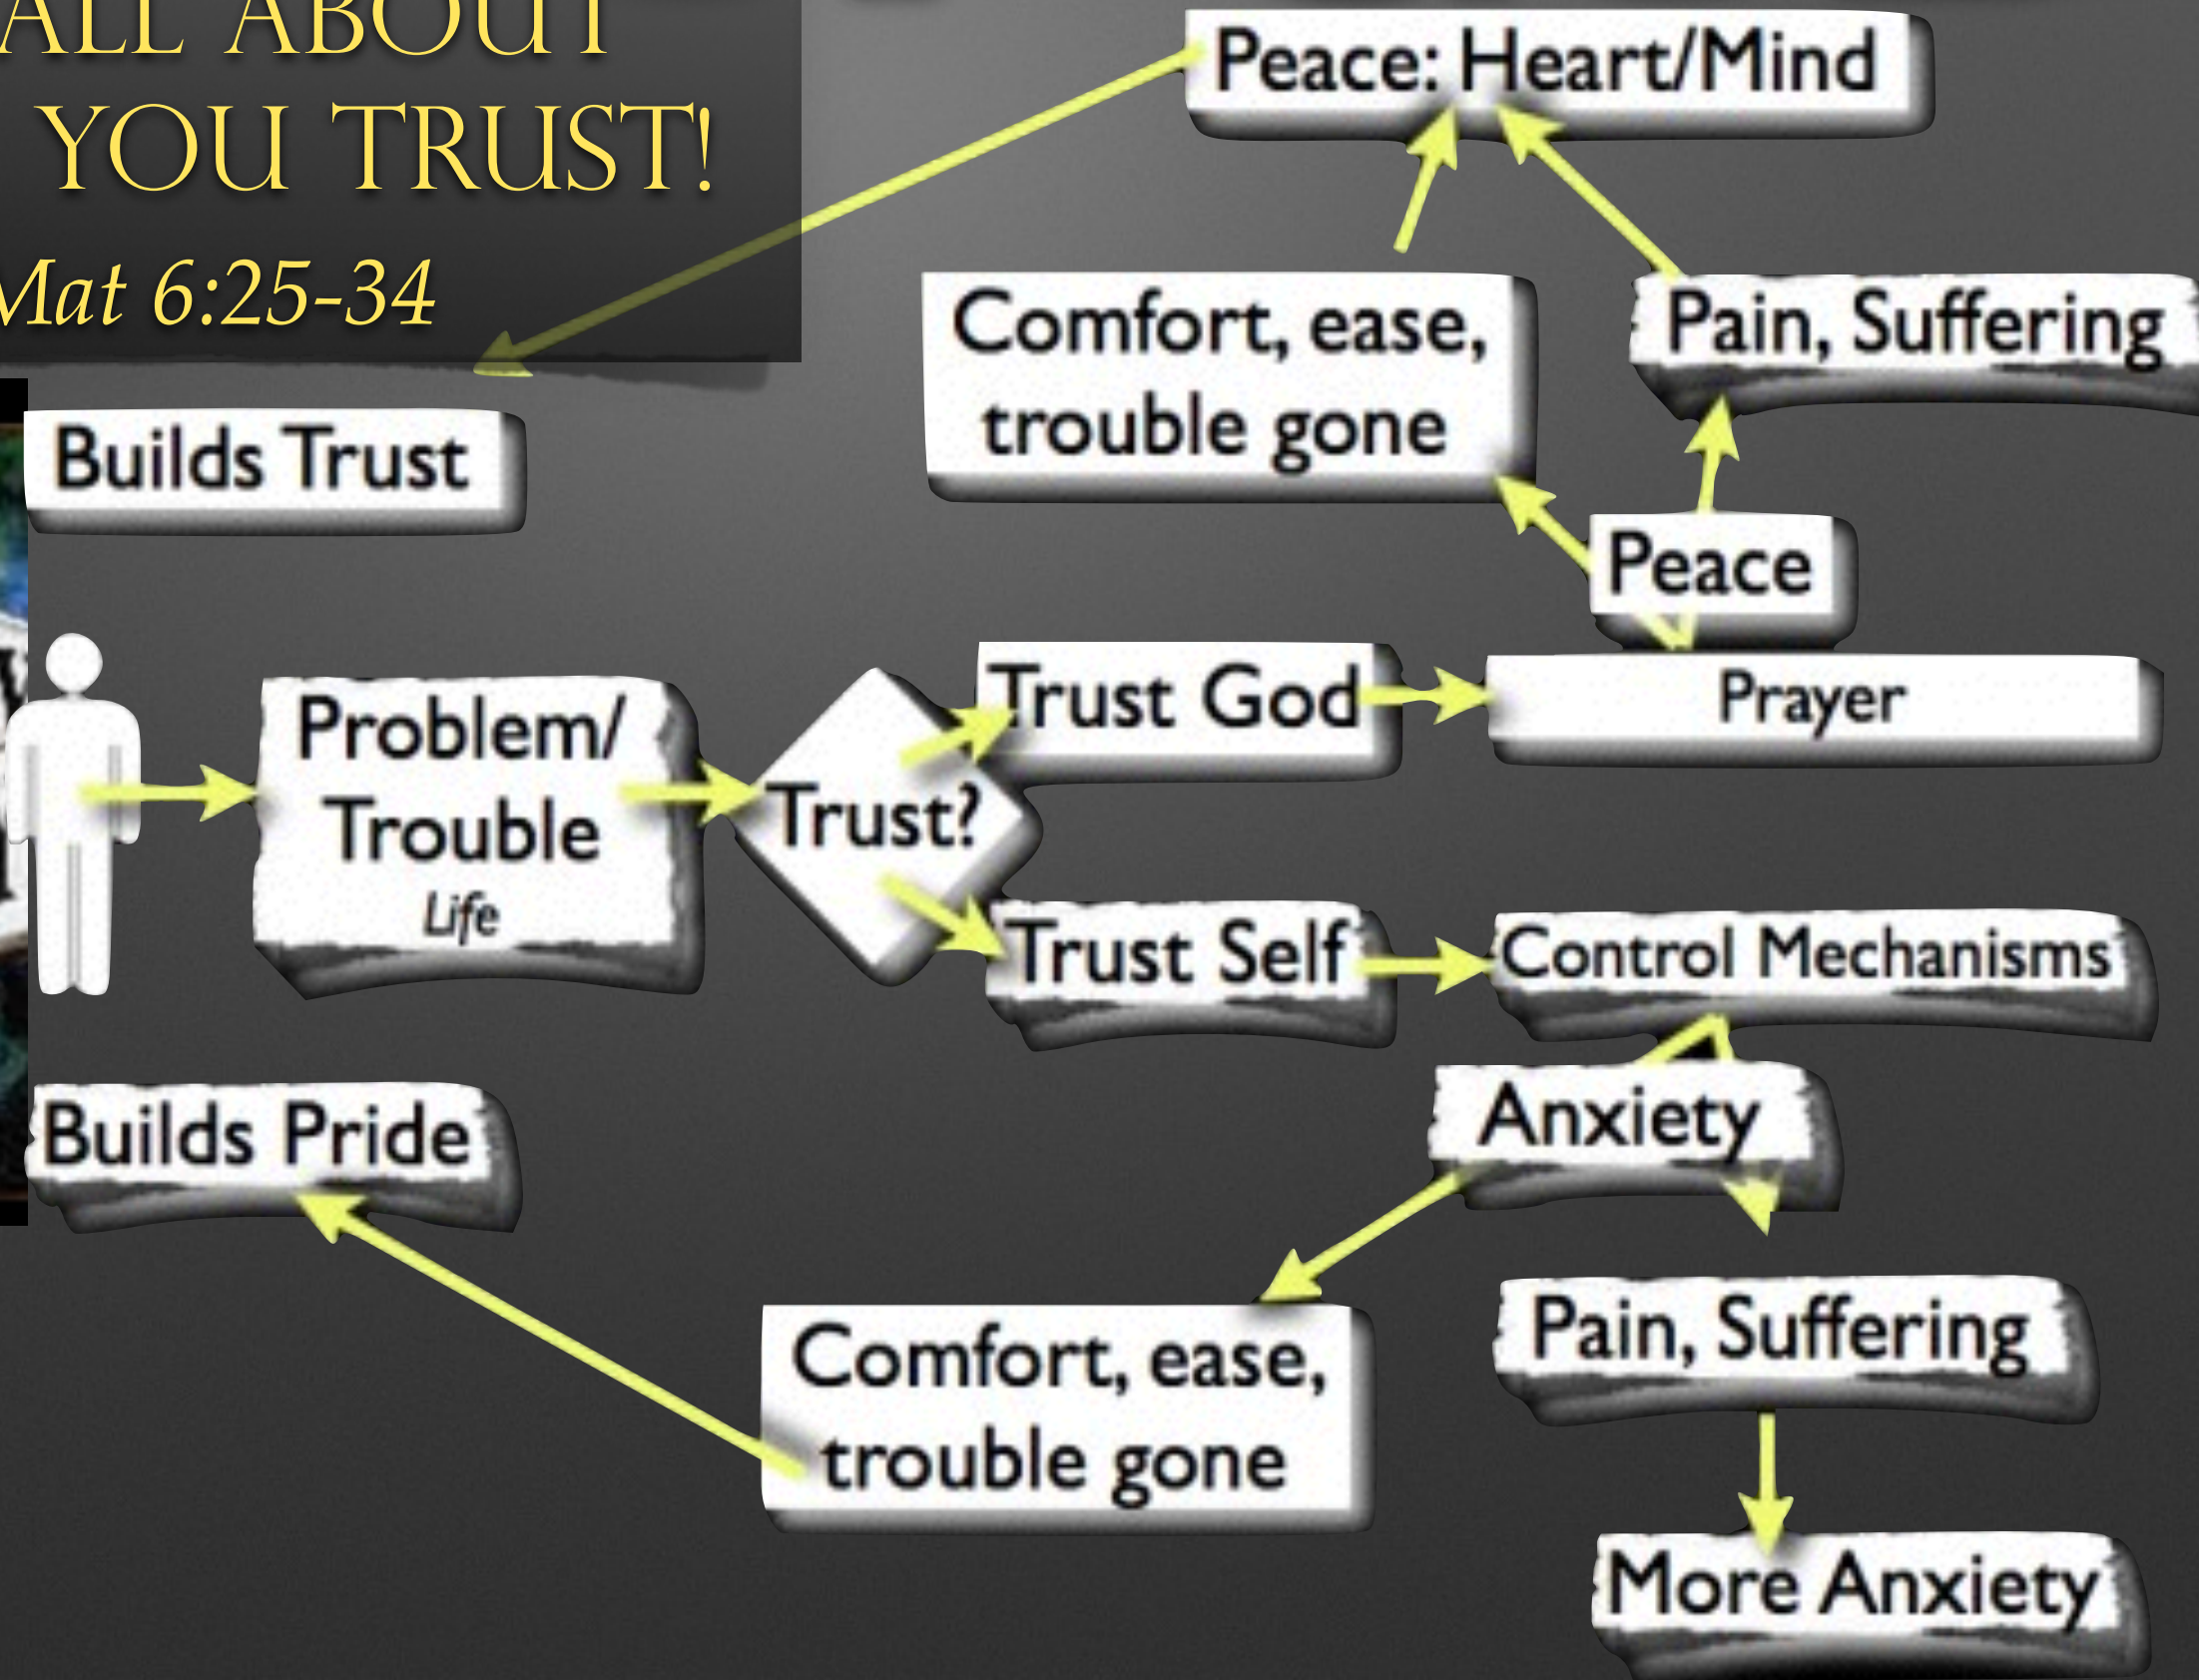 ALL ABOUT
YOU TRUST!
Mat 6:25-34
Peace: Heart/Mind
Comfort, ease,
trouble gone
Pain, Suffering
Builds Trust
Peace
Problem/
Trouble
Life
Trust?
Trust God
Prayer
Trust Self
Control Mechanisms
Builds Pride
Anxiety
Comfort, ease,
trouble gone
Pain, Suffering
More Anxiety